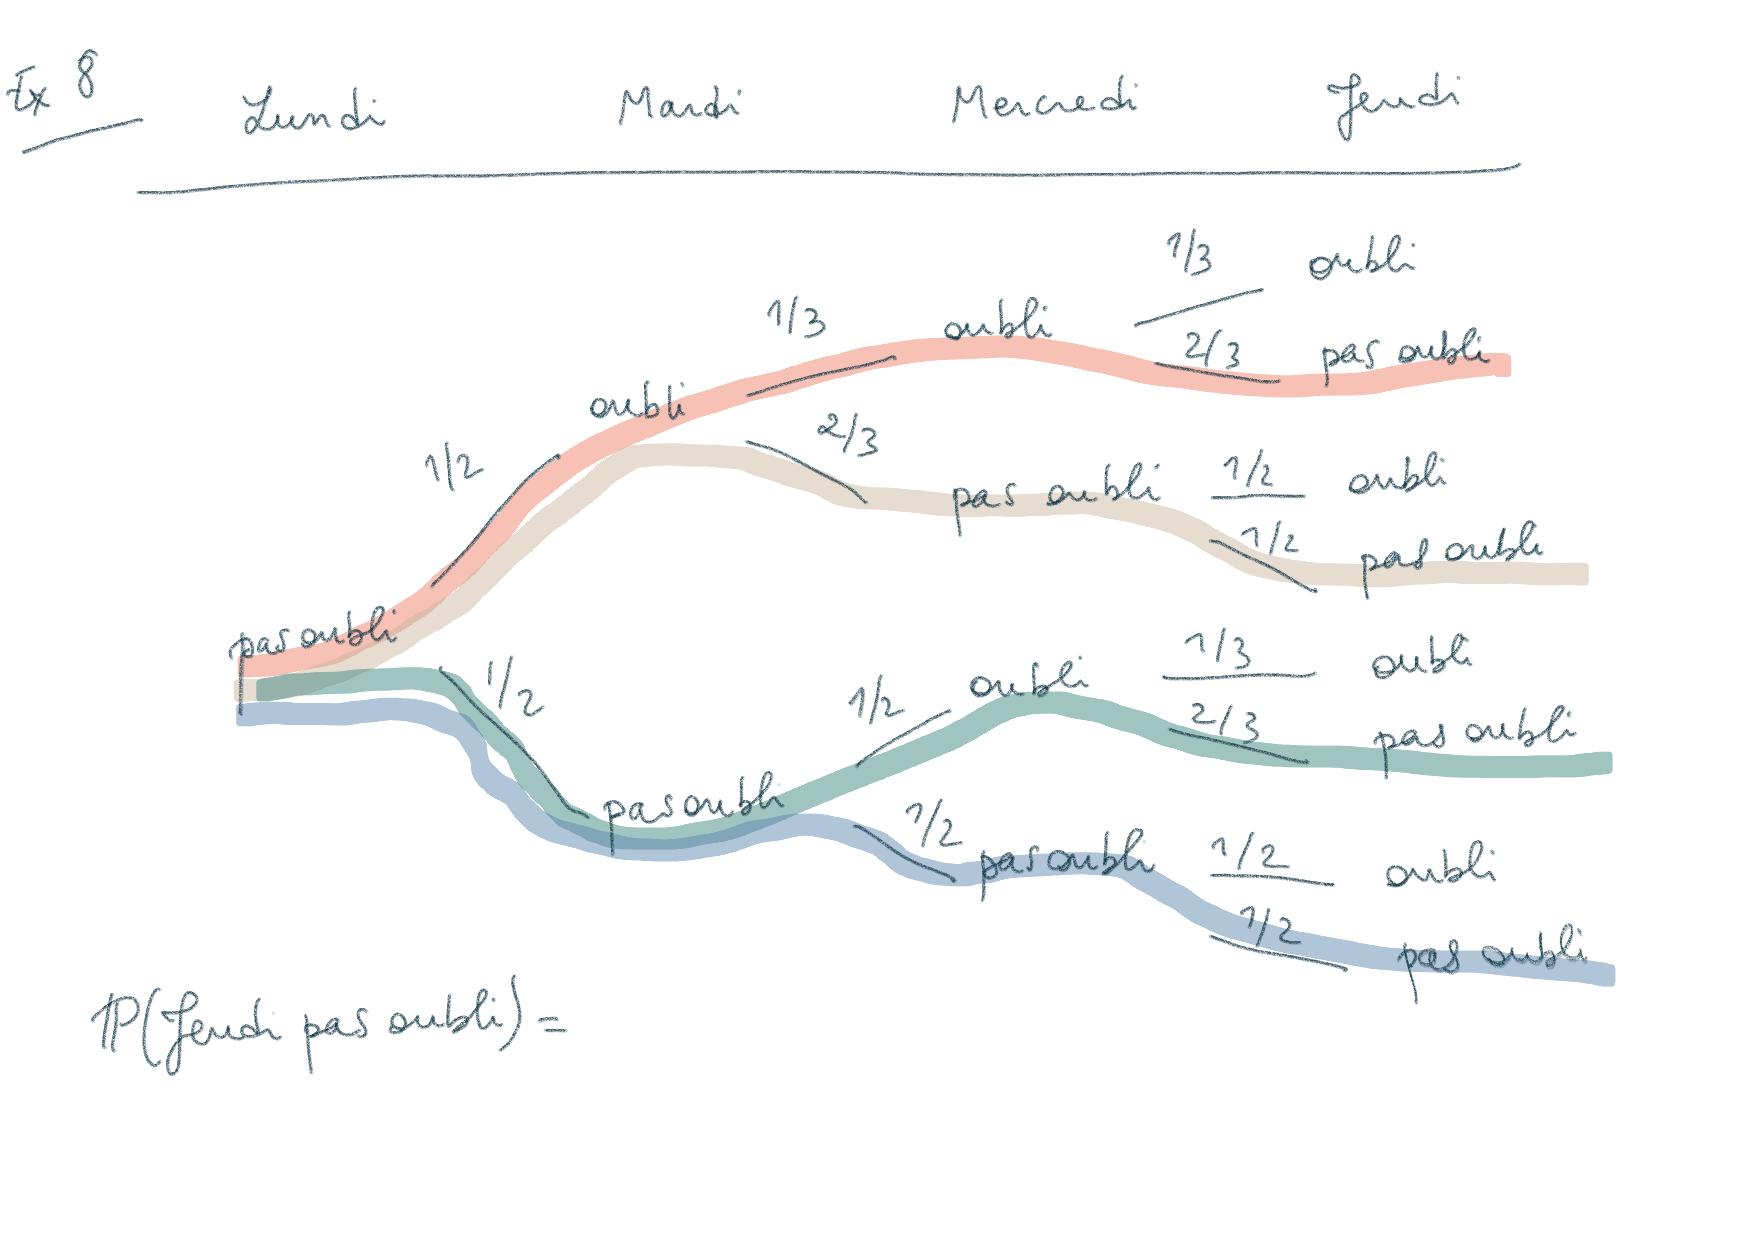 Ex 8
Lundi Mardi Mercredi Jeudi
1/3 oubli
1/3 oubli 2/3 pas oubli
oubli
1/2 2/3 pas oubli 1/2 oubli
1/2 pas oubli
pas oubli
1/3 oubli
1/2 1/2 oubli 2/3 pas oubli
pas oubli
1/2 pas oubli 1/2 oubli
1/2 pas oubli
ℙ(Jeudi pas oubli) =